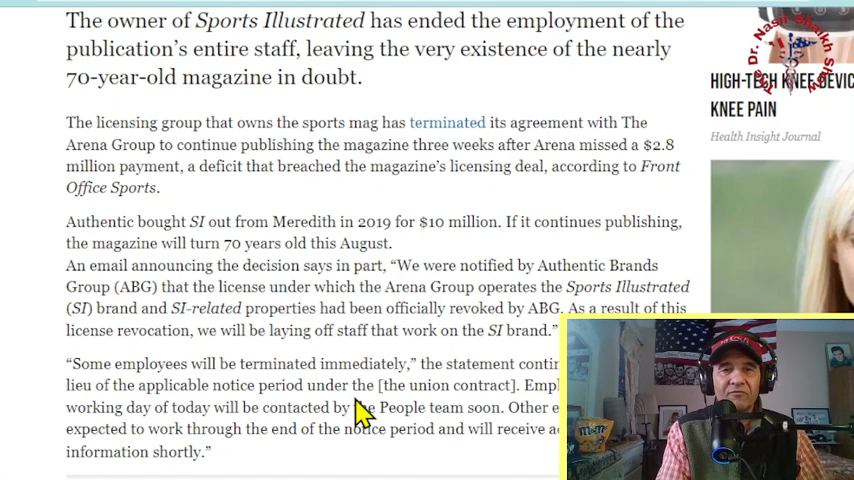 The owner of Sports Illustrated has ended the employment of the
publication’s entire staff, leaving the very existence of the nearly
70-year-old magazine in doubt.
The licensing group that owns the sports mag has terminated its agreement with The
Arena Group to continue publishing the magazine three weeks after Arena missed a $2.8
million payment, a deficit that breached the magazine’s licensing deal, according to Front
Office Sports.
Authentic bought SI out from Meredith in 2019 for $10 million. If it continues publishing,
the magazine will turn 70 years old this August.
An email announcing the decision says in part, “We were notified by Authentic Brands
Group (ABG) that the license under which the Arena Group operates the Sports Illustrated
(SI) brand and SI-related properties had been officially revoked by ABG. As a result of this
license revocation, we will be laying off staff that work on the SI brand.”
“Some employees will be terminated immediately,” the statement contin
lieu of the applicable notice period under the [the union contract]. Emp
working day of today will be contacted by the People team soon. Other e
expected to work through the end of the notice period and will receive a
information shortly.”
The Dr. Nasir Shaikh Show
HIGH-TECH KNEE DEVIC
KNEE PAIN
Health Insight Journal
m&m's